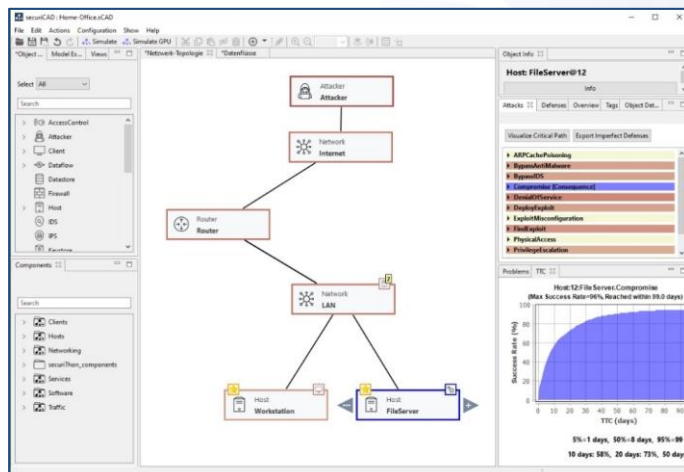 securiCAD : Home-Office.sCAD
File Edit Actions Configuration Show Help
Simulate Simulate GPU
*Object ... Model Es... Views
Select All
Search
AccessControl
Attacker
Client
Dataflow
Datastore
Firewall
Host
IDS
IPS
Keystore
Components
Search
Clients
Hosts
Networking
securiThon_components
Services
Software
Traffic
*Netzwerk-Topologie *Datenflüsse
Attacker
Attacker
Network
Internet
Router
Router
Network
LAN
Host
Workstation
Host
FileServer
Object Info
Host: FileServer@12
Info
Attacks Defenses Overview Tags Object Det...
Visualize Critical Path Export Imperfect Defenses
ARPCachePoisoning
BypassAntiMalware
BypassIDS
Compromise [Consequence]
DenialOfService
DeployExploit
ExploitMisconfiguration
FindExploit
PhysicalAccess
PrivilegeEscalation
Problems TTC
Host:12:FileServer.Compromise
(Max Success Rate=96%, Reached within 99.0 days)
Success Rate (%)
100
80
60
40
20
0
0 10 20 30 40 50 60 70 80 90
TTC (days)
5%=1 days, 50%=8 days, 95%=99
10 days: 58%, 20 days: 73%, 50 day